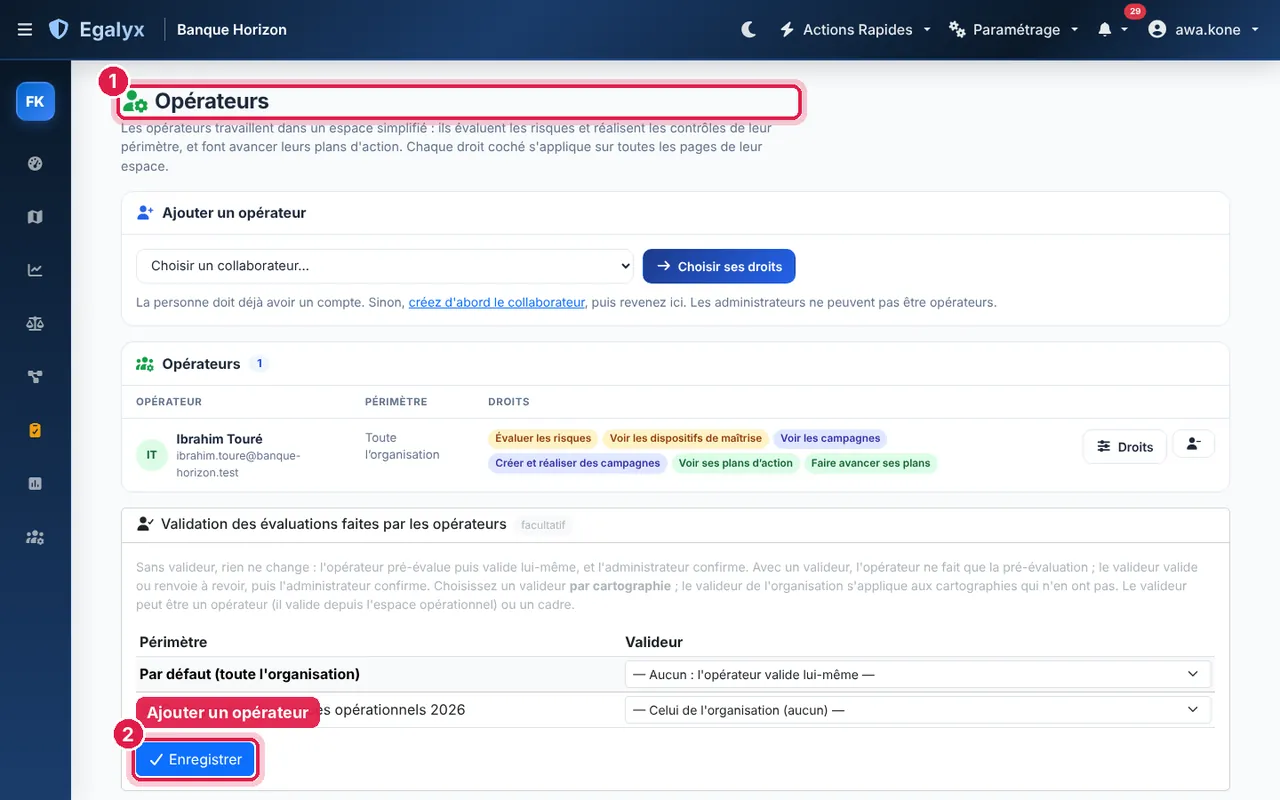 Egalyx
Banque Horizon
Actions Rapides
Paramétrage
29
awa.kone
FK
1
Opérateurs
Les opérateurs travaillent dans un espace simplifié : ils évaluent les risques et réalisent les contrôles de leur
périmètre, et font avancer leurs plans d'action. Chaque droit coché s'applique sur toutes les pages de leur
espace.
Ajouter un opérateur
Choisir un collaborateur...
Choisir ses droits
La personne doit déjà avoir un compte. Sinon, créez d'abord le collaborateur, puis revenez ici. Les administrateurs ne peuvent pas être opérateurs.
Opérateurs 1
OPÉRATEUR PÉRIMÈTRE DROITS
IT
Ibrahim Touré
ibrahim.toure@banque-
horizon.test
Toute
l'organisation
Évaluer les risques Voir les dispositifs de maîtrise Voir les campagnes
Créer et réaliser des campagnes Voir ses plans d'action Faire avancer ses plans
Droits
Validation des évaluations faites par les opérateurs facultatif
Sans valideur, rien ne change : l'opérateur pré-évalue puis valide lui-même, et l'administrateur confirme. Avec un valideur, l'opérateur ne fait que la pré-évaluation ; le valideur valide
ou renvoie à revoir, puis l'administrateur confirme. Choisissez un valideur par cartographie ; le valideur de l'organisation s'applique aux cartographies qui n'en ont pas. Le valideur
peut être un opérateur (il valide depuis l'espace opérationnel) ou un cadre.
Périmètre Valideur
Par défaut (toute l'organisation) — Aucun : l'opérateur valide lui-même —
Ajouter un opérateur
es opérationnels 2026 — Celui de l'organisation (aucun) —
2
Enregistrer